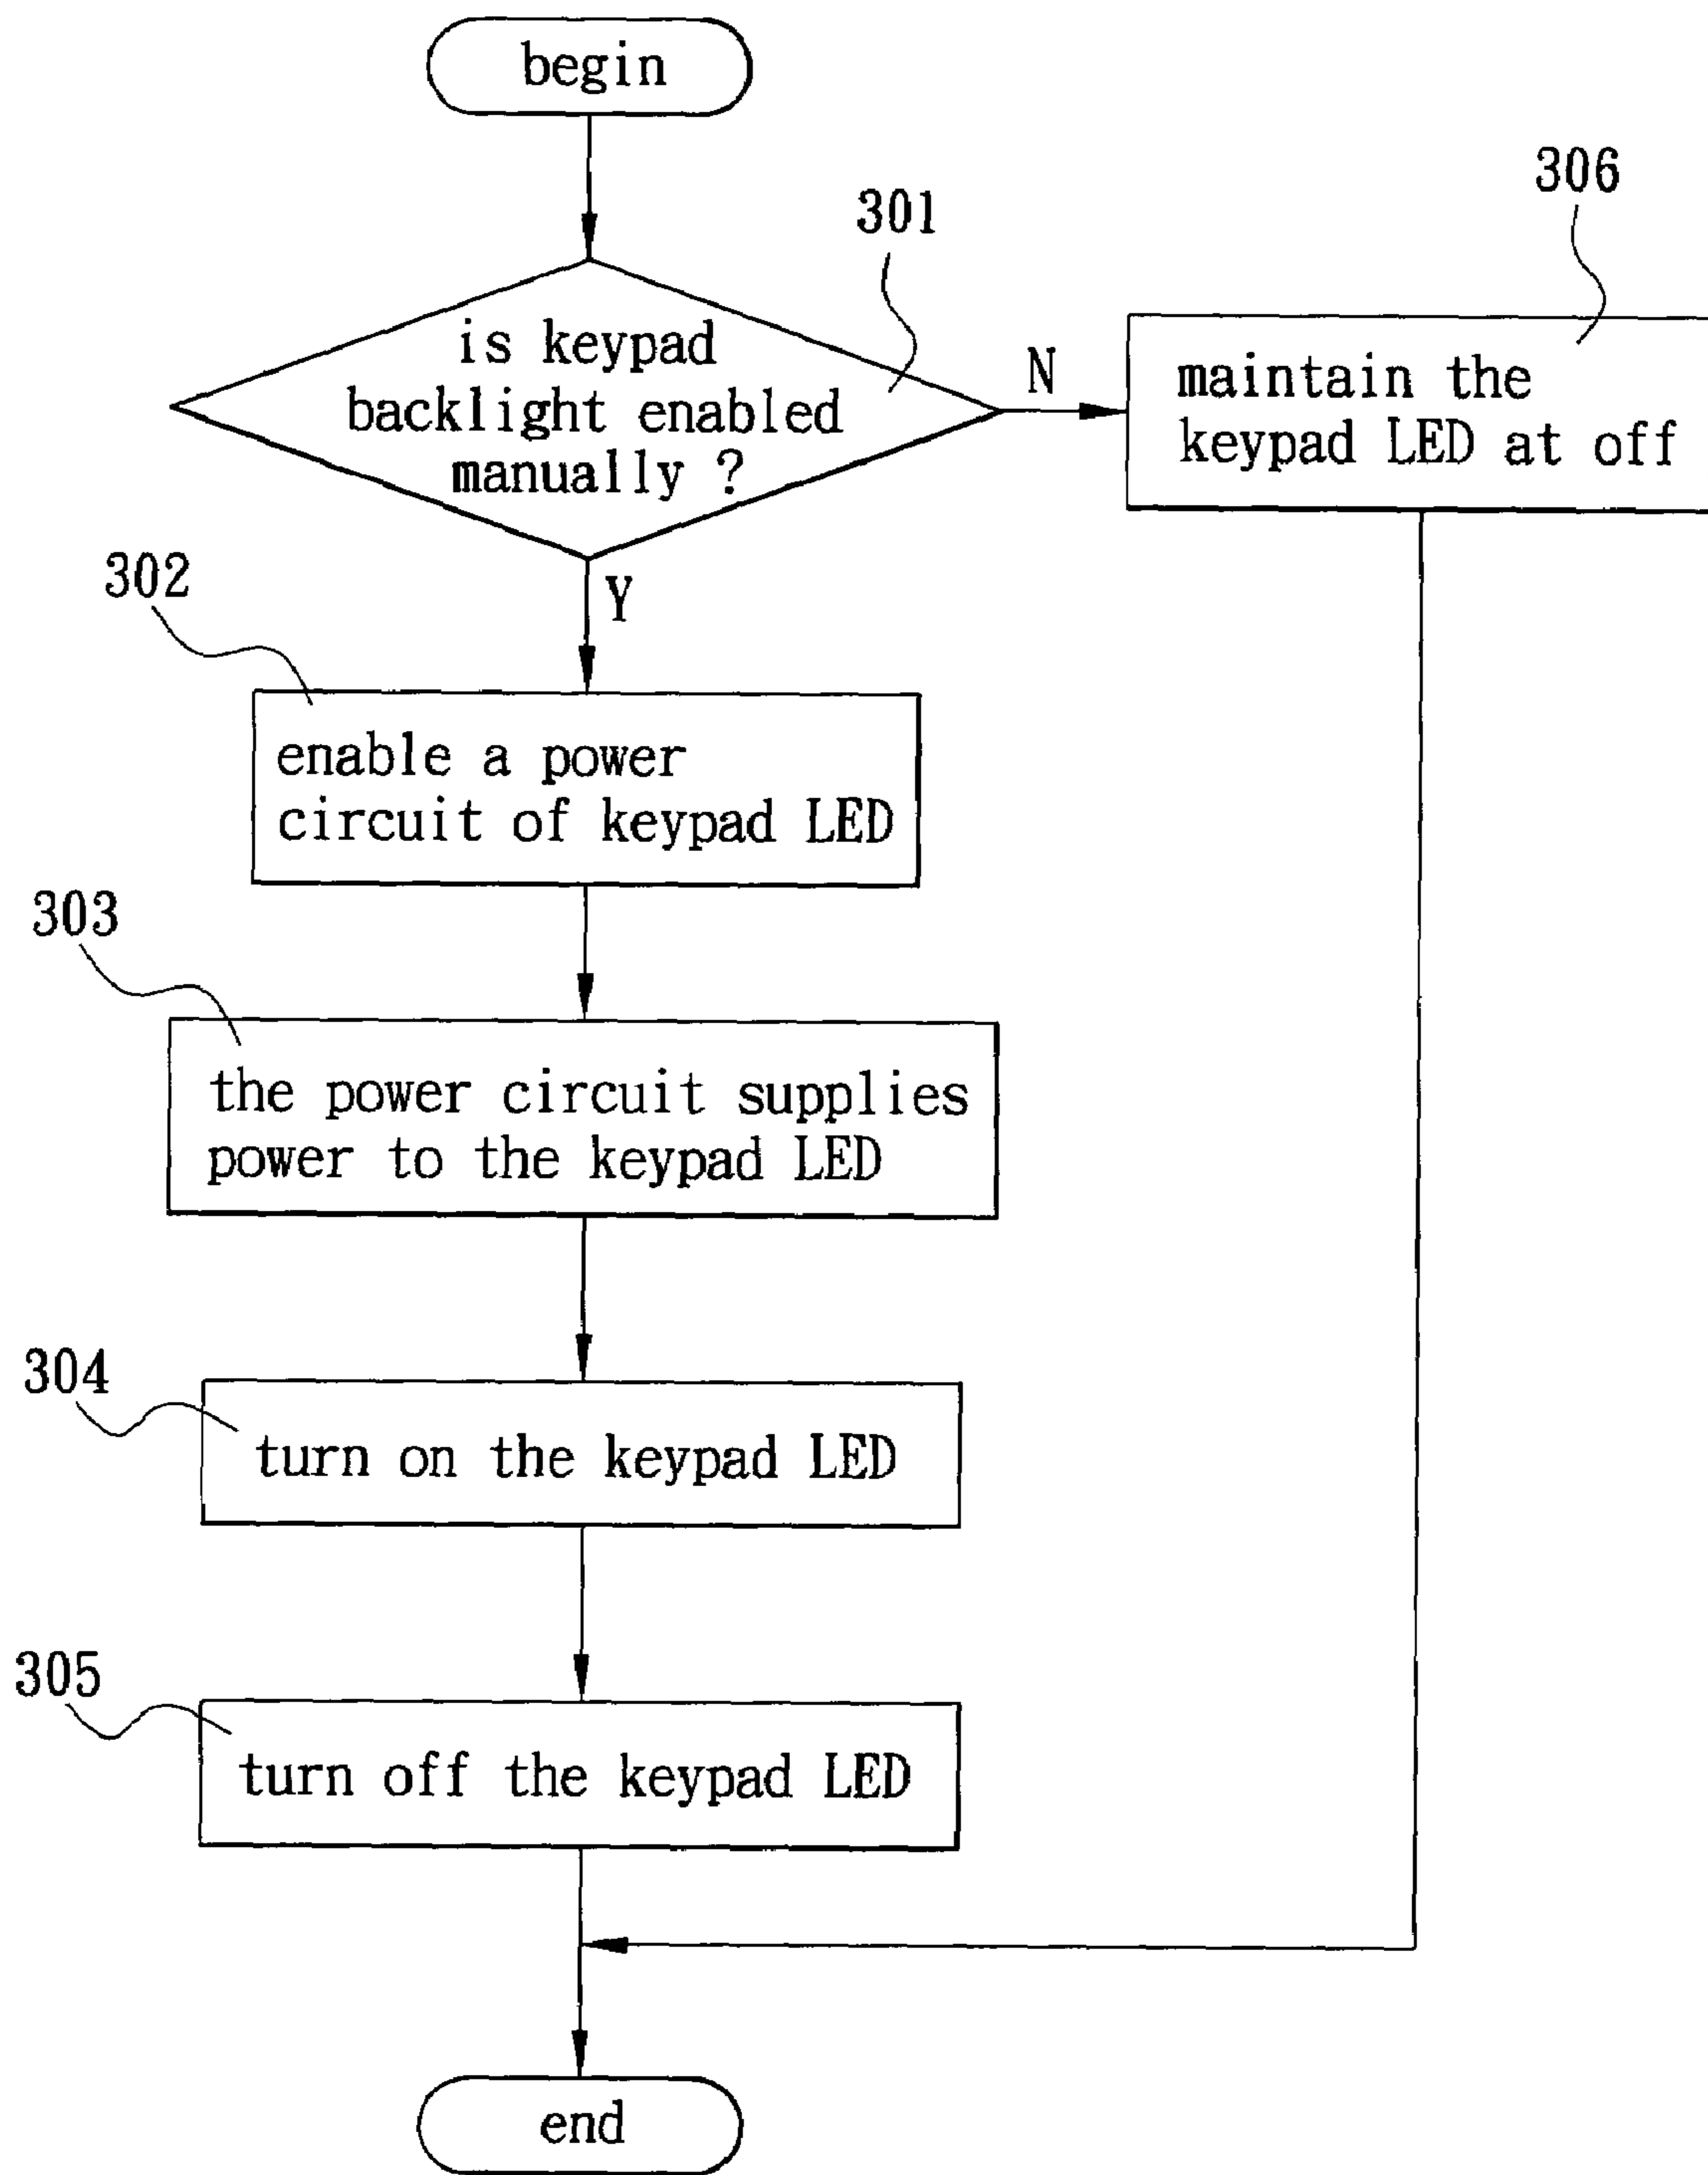 begin
301
is keypad
backlight enabled
manually ?
N
306
maintain the
keypad LED at off
Y
302
enable a power
circuit of keypad LED
303
the power circuit supplies
power to the keypad LED
304
turn on the keypad LED
305
turn off the keypad LED
end